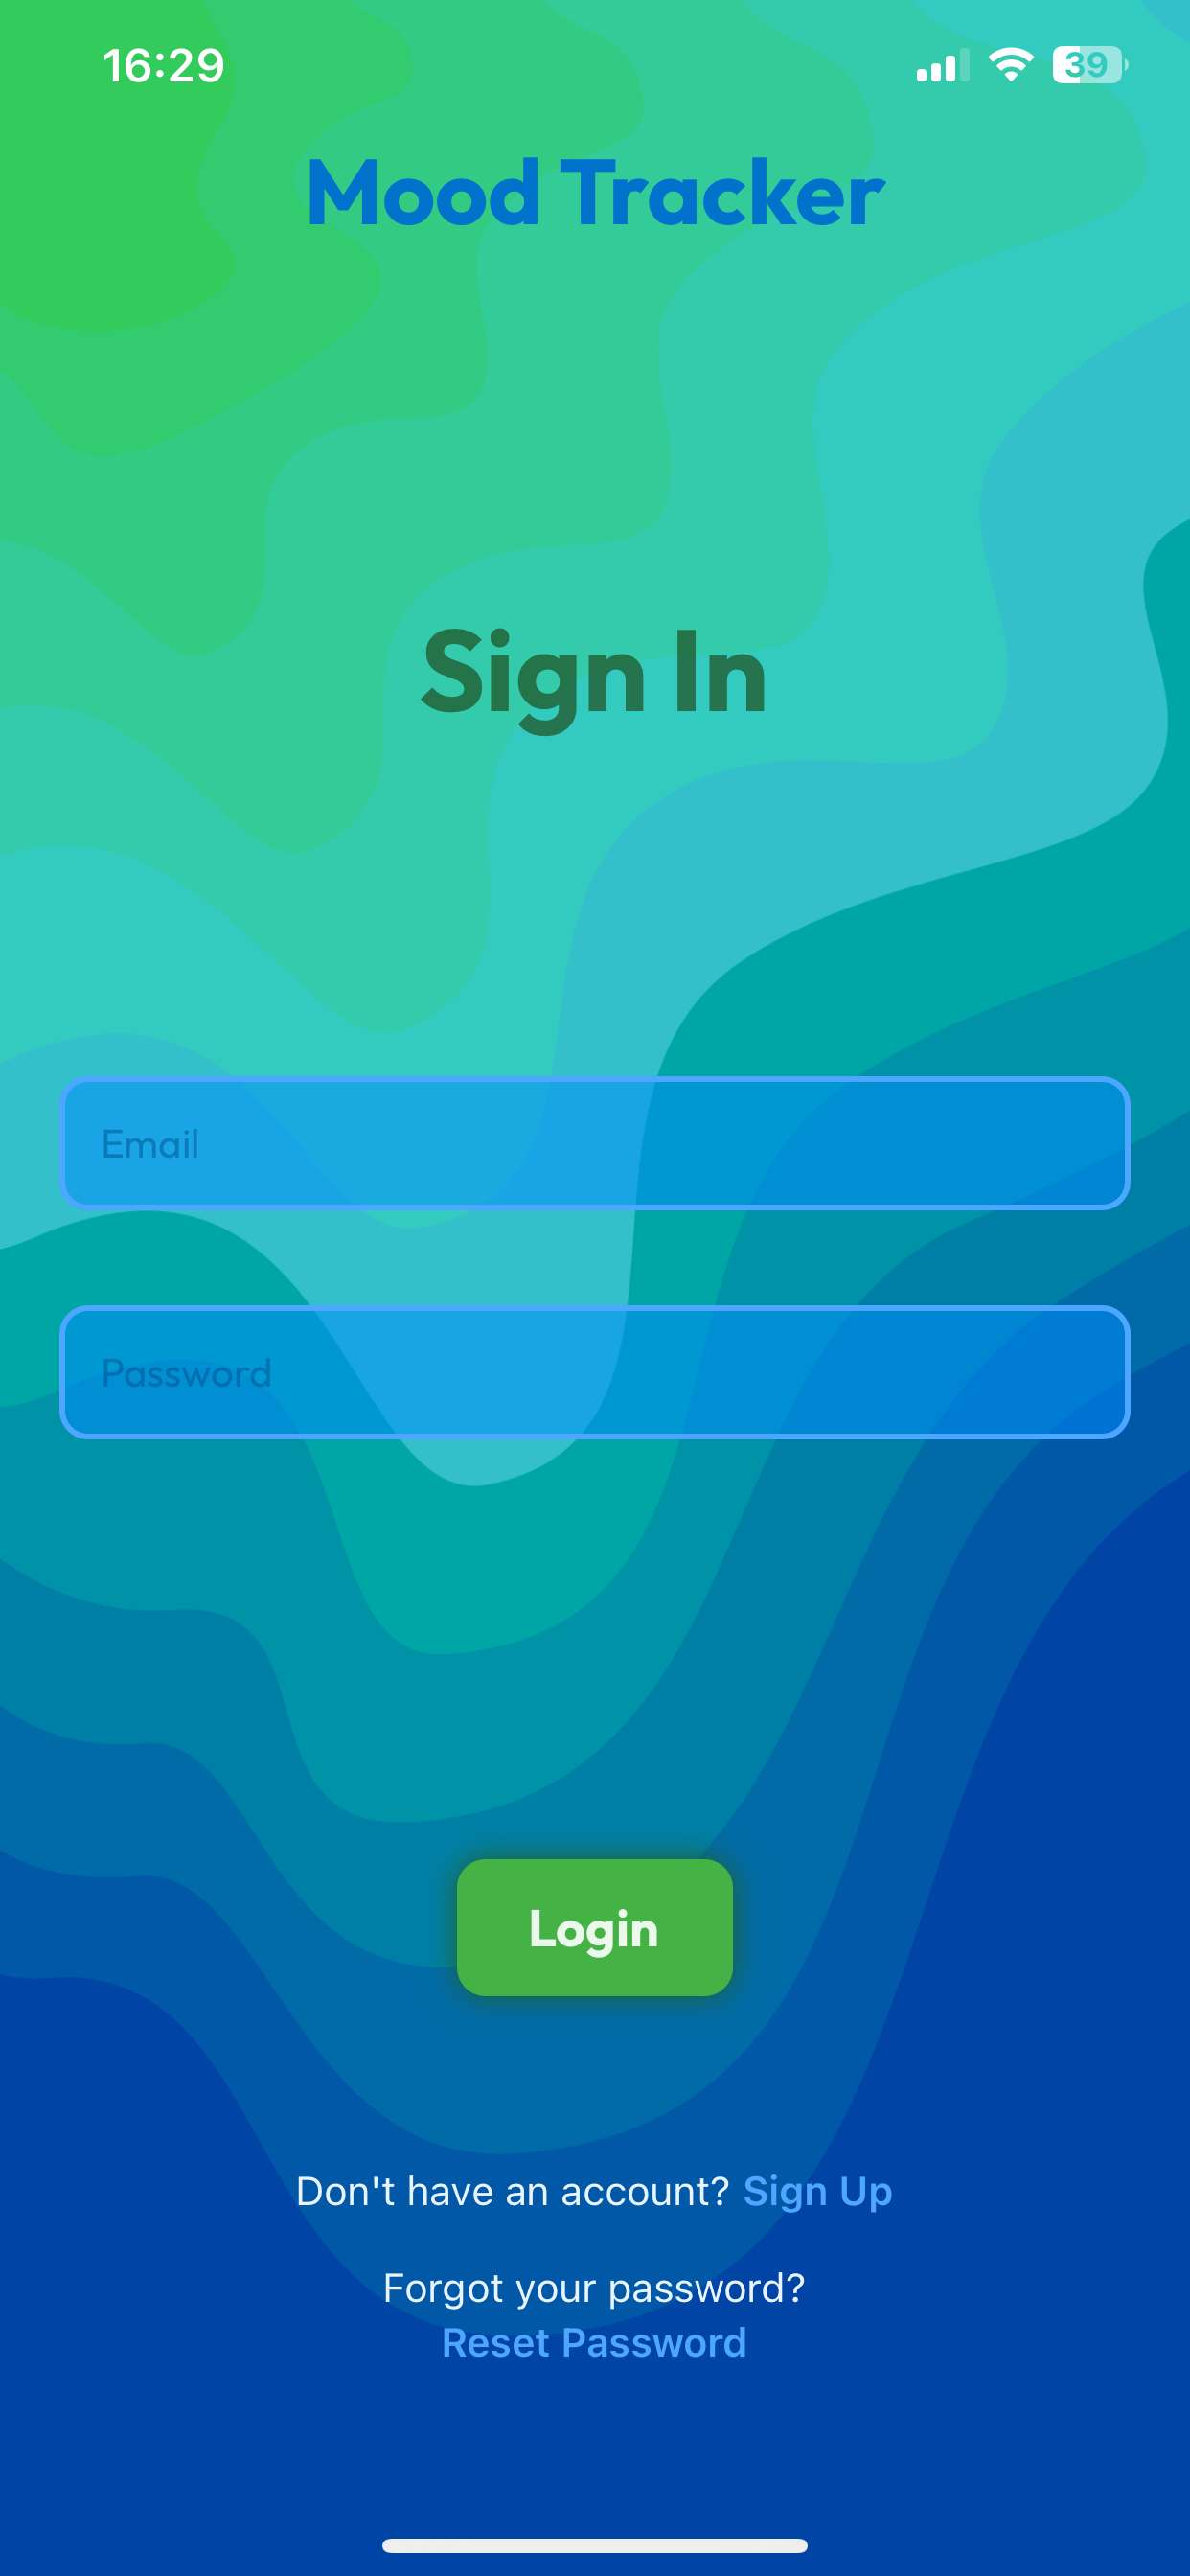 16:29
39
Mood Tracker
Sign In
Email
Password
Login
Don't have an account? Sign Up
Forgot your password?
Reset Password